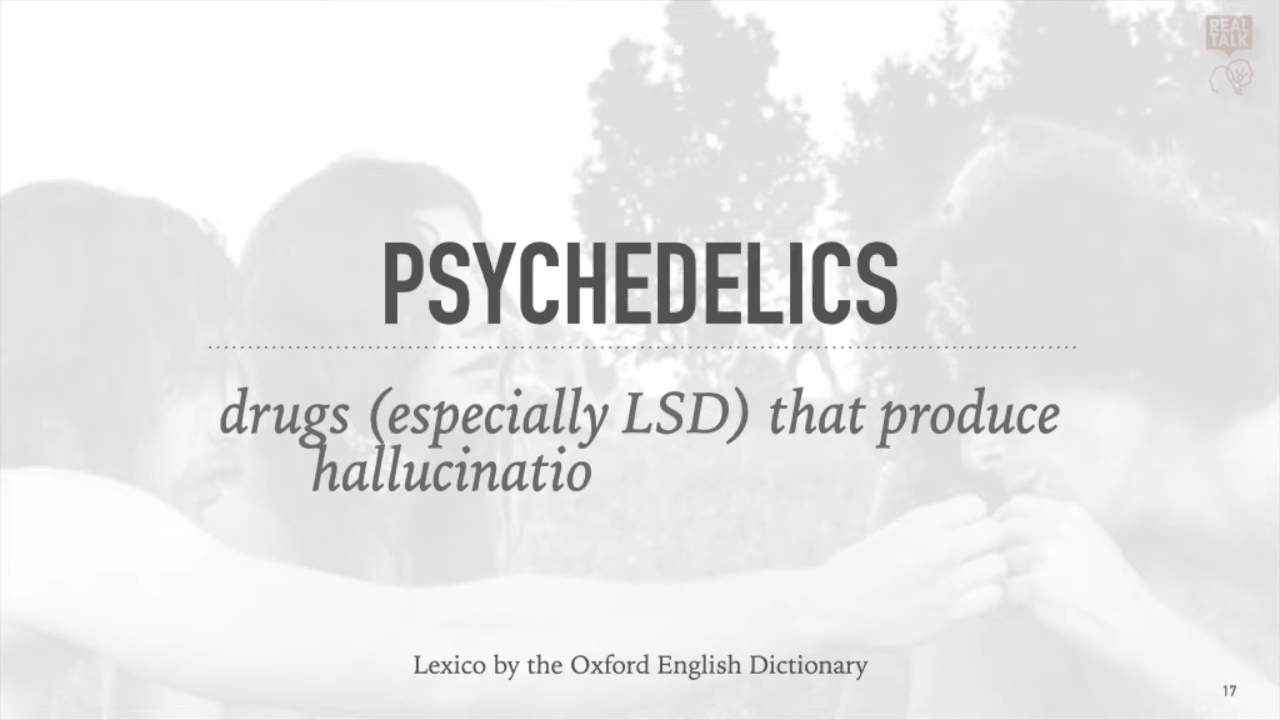 REAL
TALK
PSYCHEDELICS
drugs (especially LSD) that produce
hallucinatio
Lexico by the Oxford English Dictionary
17